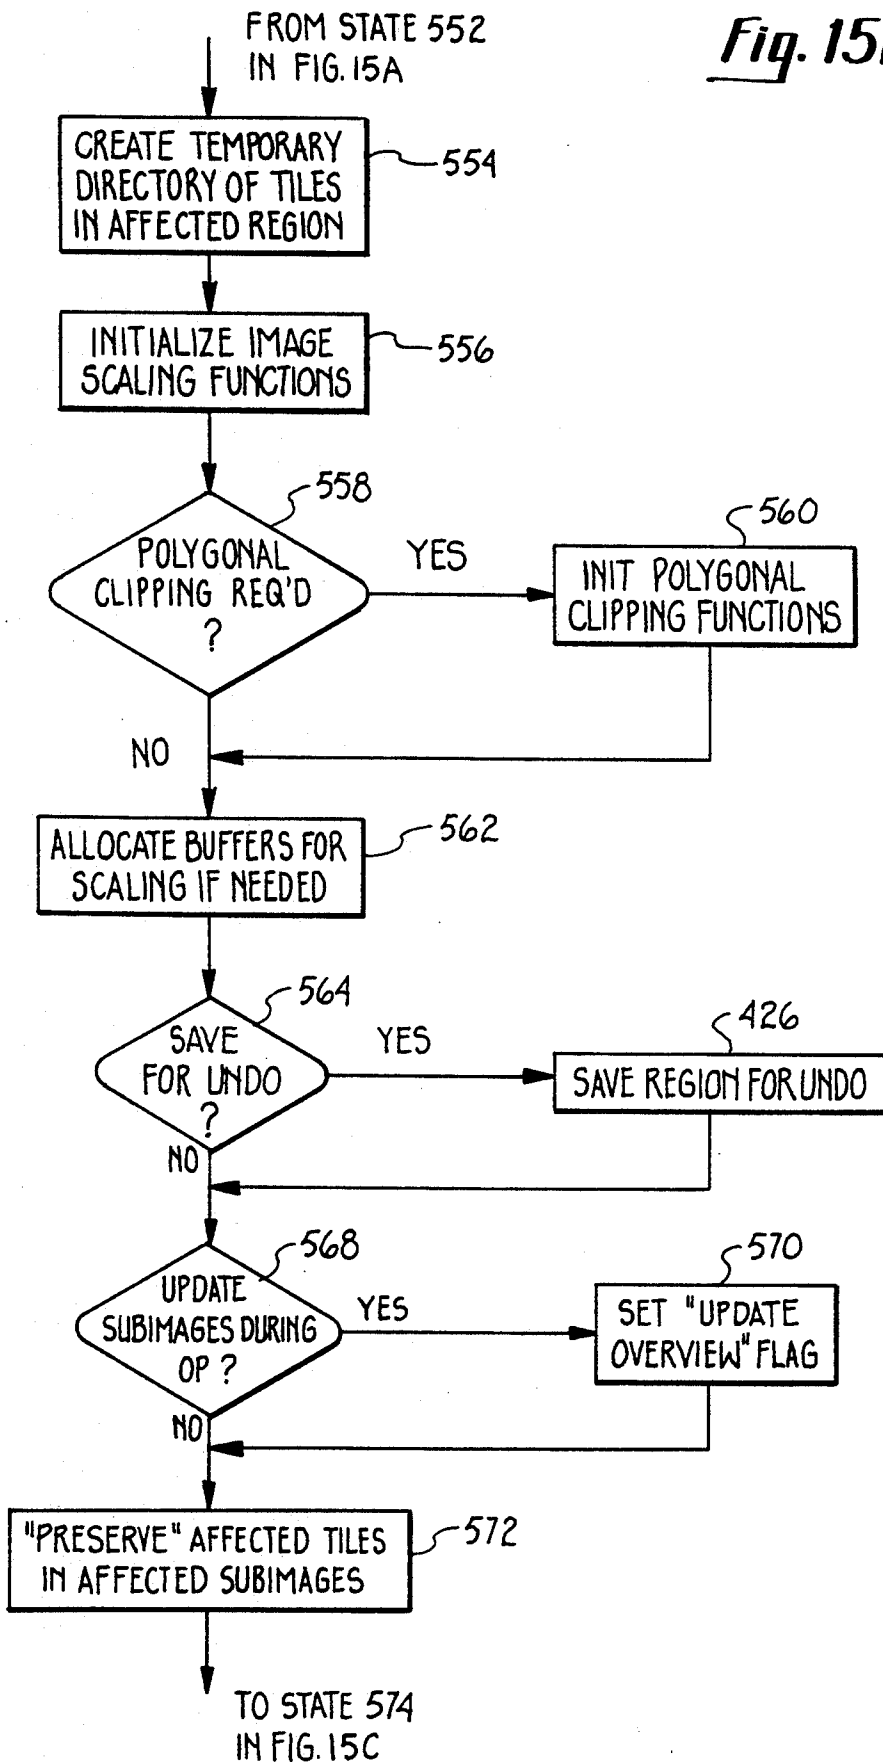 FROM STATE 552
IN FIG. 15A
Fig. 15
CREATE TEMPORARY
DIRECTORY OF TILES
IN AFFECTED REGION
554
INITIALIZE IMAGE
SCALING FUNCTIONS
556
558
POLYGONAL
CLIPPING REQ'D
?
YES
560
INIT POLYGONAL
CLIPPING FUNCTIONS
NO
ALLOCATE BUFFERS FOR
SCALING IF NEEDED
562
564
SAVE
FOR UNDO
?
YES
426
SAVE REGION FOR UNDO
NO
568
UPDATE
SUBIMAGES DURING
OP ?
YES
570
SET "UPDATE
OVERVIEW" FLAG
NO
"PRESERVE" AFFECTED TILES
IN AFFECTED SUBIMAGES
572
TO STATE 574
IN FIG. 15C